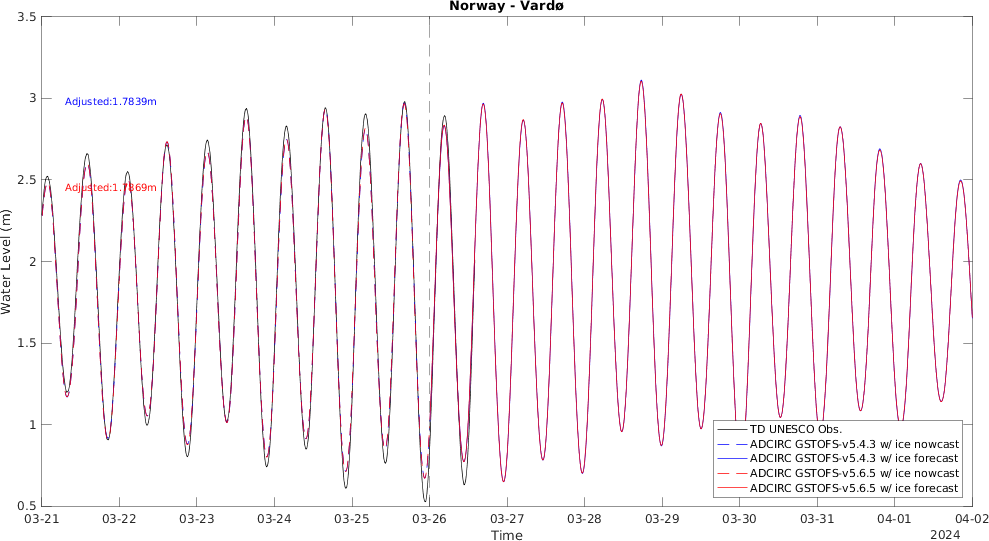 Norway - Vardø
3.5
3
2.5
2
1.5
1
0.5
Water Level (m)
Adjusted:1.7839m
Adjusted:1.7869m
TD UNESCO Obs.
ADCIRC GSTOFS-v5.4.3 w/ ice nowcast
ADCIRC GSTOFS-v5.4.3 w/ ice forecast
ADCIRC GSTOFS-v5.6.5 w/ ice nowcast
ADCIRC GSTOFS-v5.6.5 w/ ice forecast
03-21 03-22 03-23 03-24 03-25 03-26 03-27 03-28 03-29 03-30 03-31 04-01 04-02
Time
2024